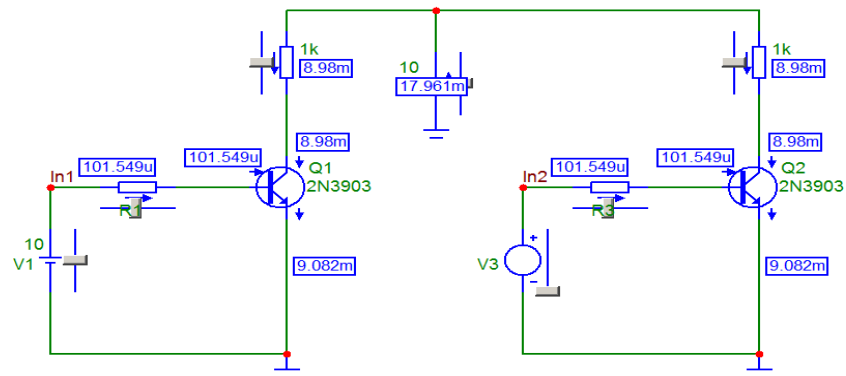 1k
8.98m
10
17.961m
1k
8.98m
8.98m
8.98m
101.549u
101.549u
Q1
2N3903
In1
R1
10
V1
9.082m
101.549u
101.549u
Q2
2N3903
In2
R3
V3
+
-
9.082m